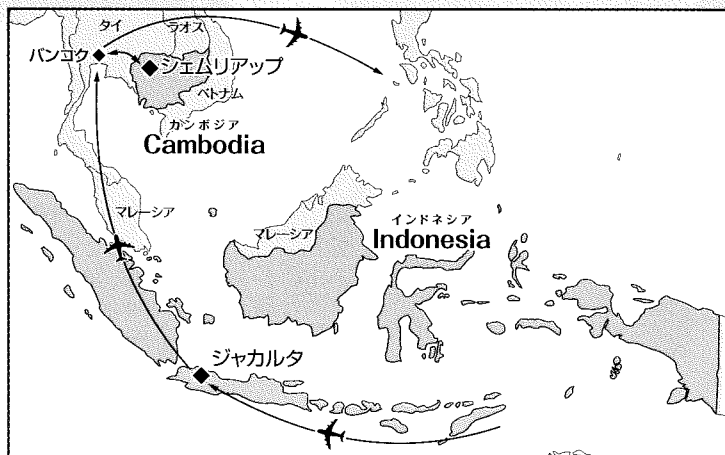 タイ
ラオス
バンコク
シェムリアップ
ベトナム
カンボジア
Cambodia
マレーシア
マレーシア
インドネシア
Indonesia
ジャカルタ